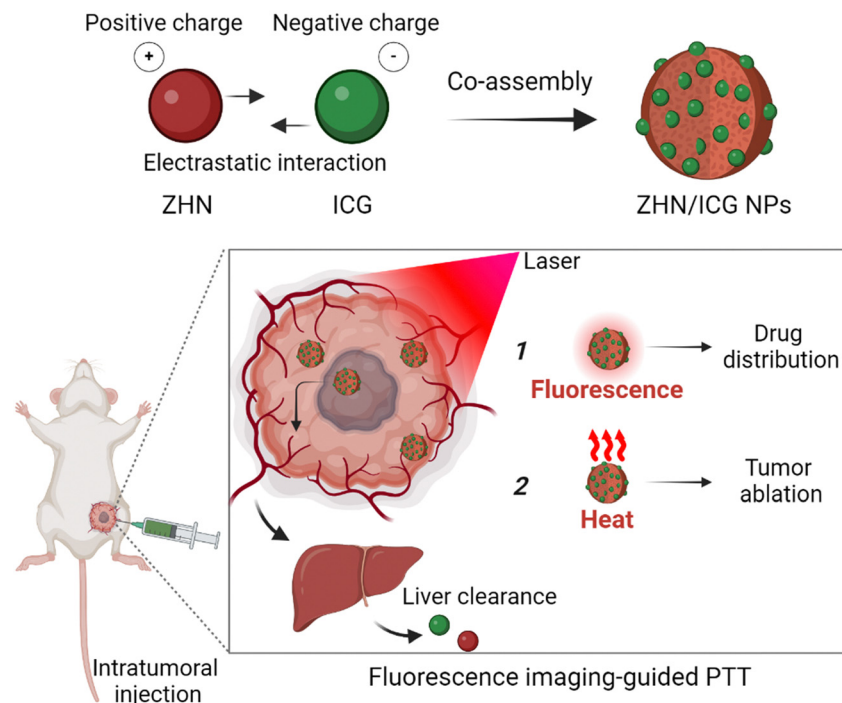 Positive charge
Negative charge
+
-
Co-assembly
Electrastatic interaction
ZHN
ICG
ZHN/ICG NPs
Laser
1
Fluorescence
Drug
distribution
2
Heat
Tumor
ablation
Liver clearance
Intratumoral
injection
Fluorescence imaging-guided PTT